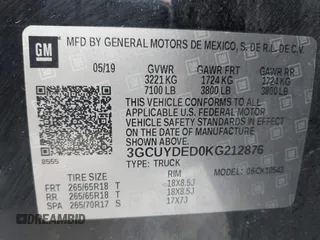 GM
MFD BY GENERAL MOTORS DE MEXICO, S. DE R.L. DE C.V.
05/19 GVWR GAWR FRT GAWR RR
3221 KG 1724 KG 1724 KG
7100 LB 3800 LB 3800 LB
THIS VEHICLE CONFORMS TO ALL
APPLICABLE U.S. FEDERAL MOTOR
VEHICLE SAFETY STANDARDS IN
EFFECT ON THE DATE OF
MANUFACTURE SHOWN ABOVE.
3GCUYDED0KG212876
8555 TYPE: TRUCK MODEL:
TIRE SIZE RIM
FRT 265/65R18 T 18X8.5J
RR 265/65R18 T 18X8.5J
SPA 265/70R17 S 17X7J